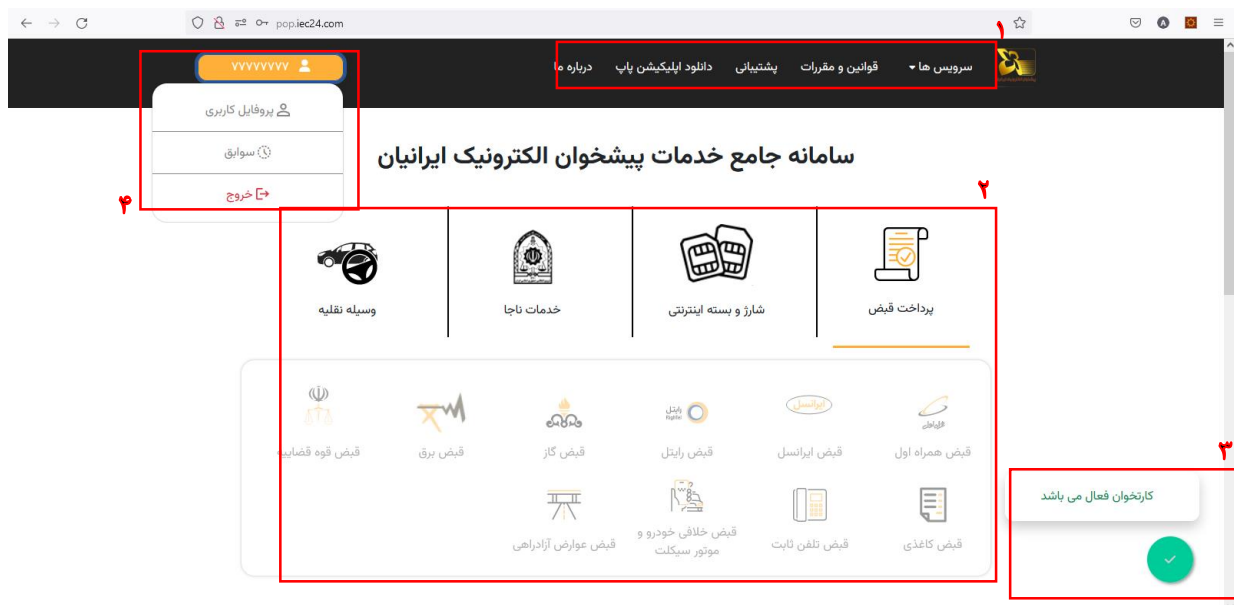 pop.iec24.com
۱
سرویس ها قوانین و مقررات پشتیبانی دانلود اپلیکیشن پاپ درباره ما
۷۷۷۷۷۷۷۷
پروفایل کاربری
سوابق
خروج
۴
سامانه جامع خدمات پیشخوان الکترونیک ایرانیان
۲
پرداخت قبض شارژ و بسته اینترنتی خدمات ناجا وسیله نقلیه
ایرانسل رایتل
قبض همراه اول قبض ایرانسل قبض رایتل قبض گاز قبض برق قبض قوه قضاییه
۳
کارتخوان فعال می باشد
قبض کاغذی قبض تلفن ثابت قبض خلافی خودرو و موتور سیکلت قبض عوارض آزادراهی